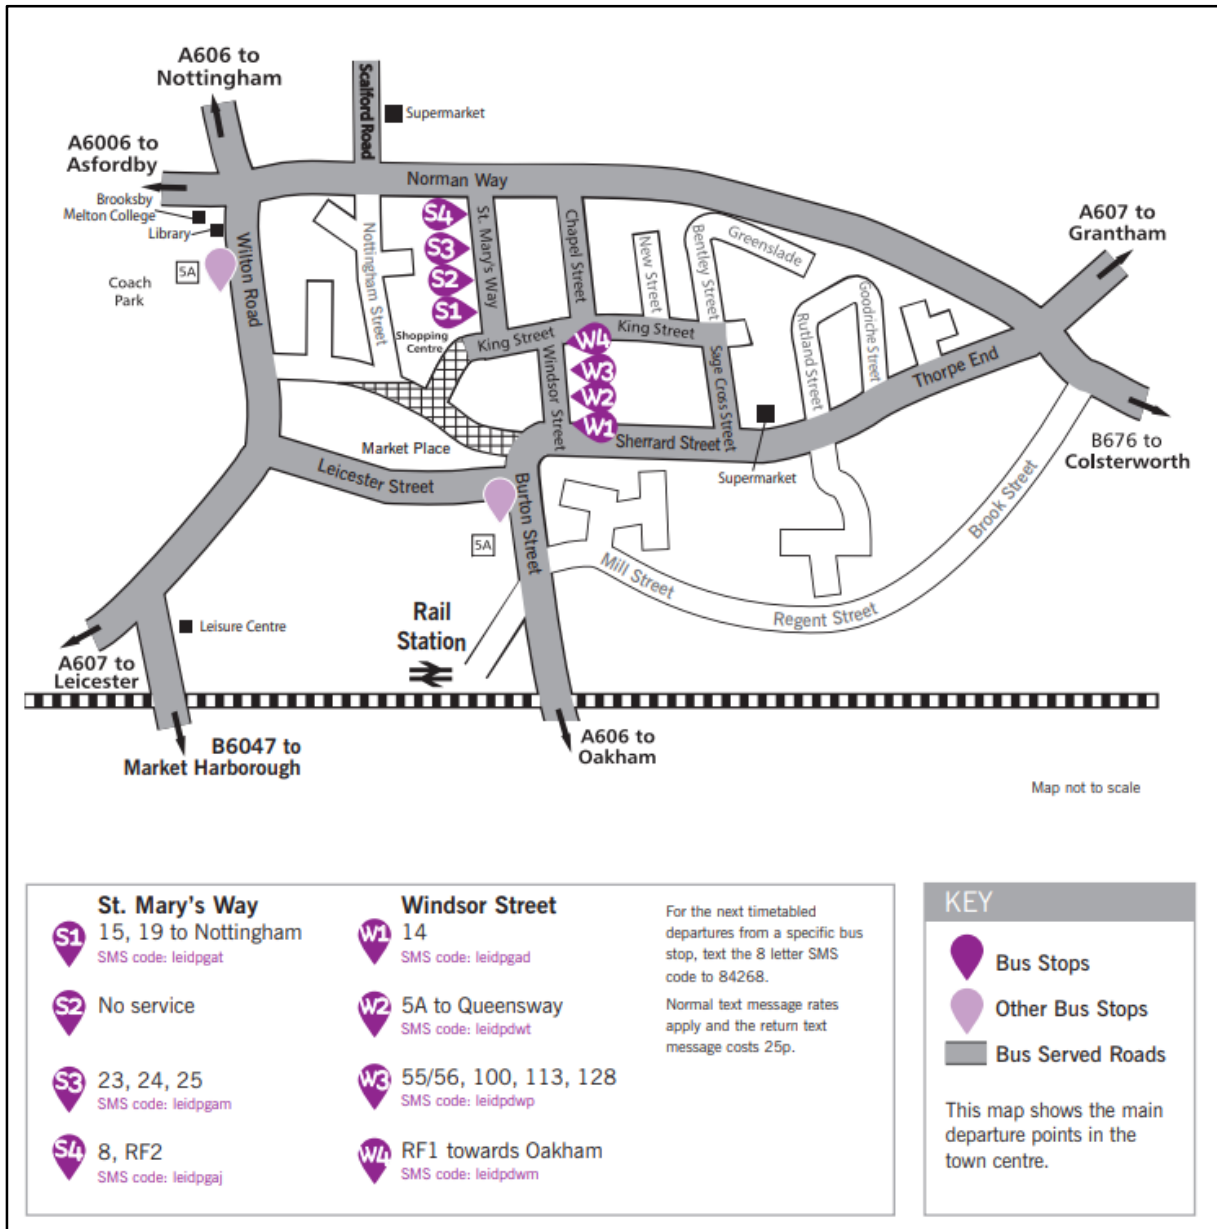 A606 to
Nottingham
Scalford Road
Supermarket
A6006 to
Asfordby
Norman Way
Brooksby
Melton College
Library
A607 to
Grantham
S4
S3
S2
S1
St. Mary's Way
Chapel Street
New Street
Bentley Street
Greenslade
Nottingham Street
Wilton Road
5A
Coach
Park
Goodriche Street
Rutland Street
Shopping
Centre
King Street
King Street
W4
W3
W2
W1
Windsor Street
Sage Cross Street
Thorpe End
Market Place
Sherrard Street
Supermarket
B676 to
Colsterworth
Leicester Street
Burton Street
5A
Brook Street
Mill Street
Regent Street
Rail
Station
Leisure Centre
A607 to
Leicester
B6047 to
Market Harborough
A606 to
Oakham
Map not to scale
St. Mary's Way
S1
15, 19 to Nottingham
SMS code: leidpgat
S2
No service
S3
23, 24, 25
SMS code: leidpgam
S4
8, RF2
SMS code: leidpgaj
Windsor Street
W1
14
SMS code: leidpgad
W2
5A to Queensway
SMS code: leidpdwt
W3
55/56, 100, 113, 128
SMS code: leidpdwp
W4
RF1 towards Oakham
SMS code: leidpdwm
For the next timetabled
departures from a specific bus
stop, text the 8 letter SMS
code to 84268.
Normal text message rates
apply and the return text
message costs 25p.
KEY
Bus Stops
Other Bus Stops
Bus Served Roads
This map shows the main
departure points in the
town centre.